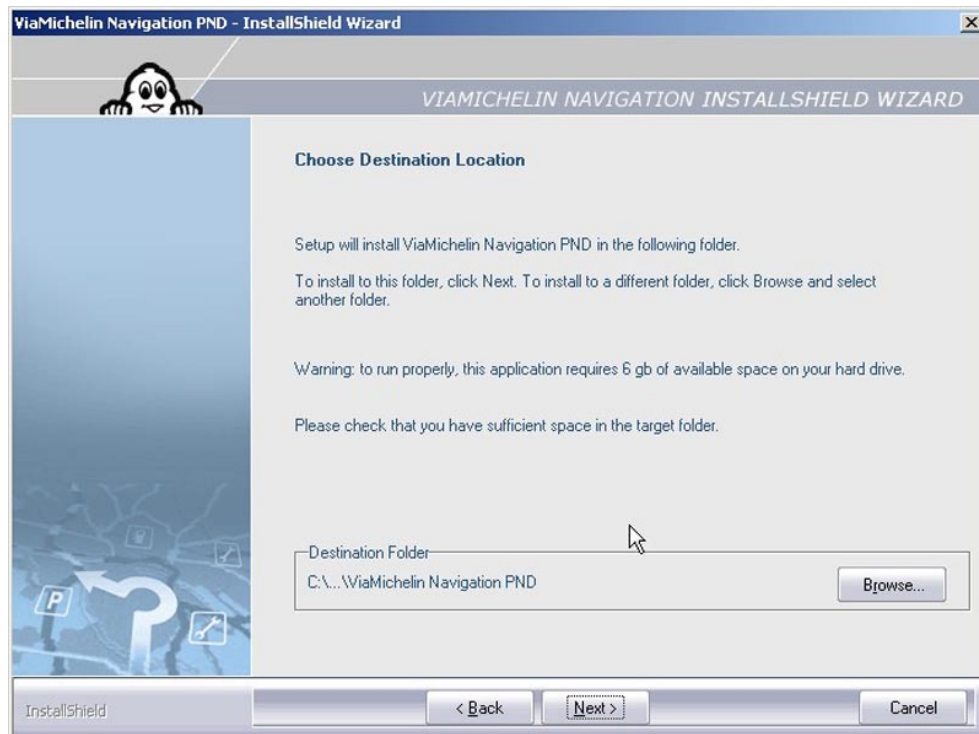 ViaMichelin Navigation PND - InstallShield Wizard
VIAMICHELIN NAVIGATION INSTALLSHIELD WIZARD
Choose Destination Location
Setup will install ViaMichelin Navigation PND in the following folder.
To install to this folder, click Next. To install to a different folder, click Browse and select
another folder.
Warning: to run properly, this application requires 6 gb of available space on your hard drive.
Please check that you have sufficient space in the target folder.
Destination Folder
C:\...\ViaMichelin Navigation PND
Browse...
P
InstallShield
< Back
Next >
Cancel